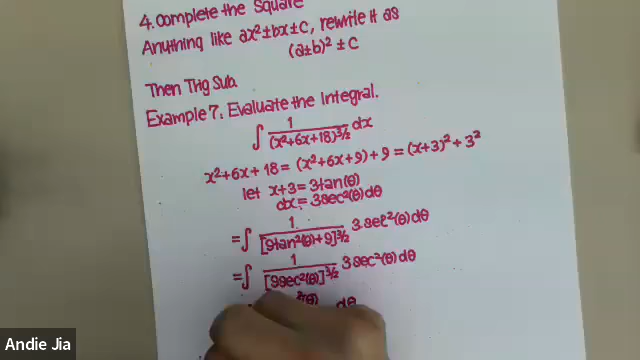 4. Complete the Square
Anything like ax² ± bx ± C, rewrite it as
(a±b)² ± C
Then Trig Sub.
Example 7: Evaluate the Integral.
∫ 1/(x²+6x+18)^3/2 dx
x²+6x+18 = (x²+6x+9)+9 = (x+3)²+3²
let x+3 = 3tan(θ)
dx = 3sec²(θ)dθ
= ∫ 1/[9tan²(θ)+9]^3/2 3sec²(θ)dθ
= ∫ 1/[9sec²(θ)]^3/2 3sec²(θ)dθ
²(θ) dθ
Andie Jia